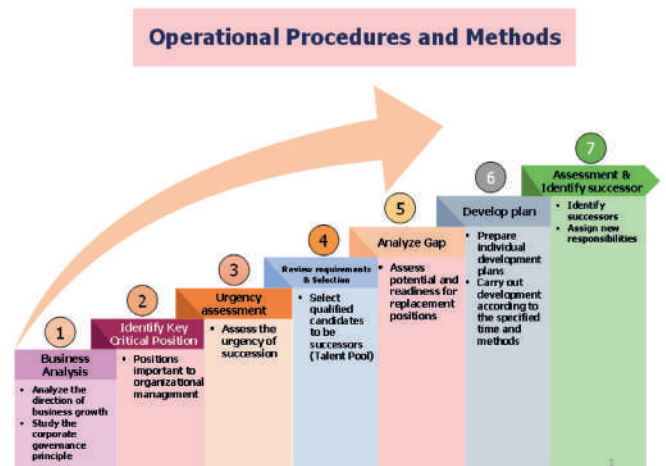 Operational Procedures and Methods
1
Business
Analysis
• Analyze the
direction of
business growth
• Study the
corporate
governance
principle
2
Identify Key
Critical Position
• Positions
important to
organizational
management
3
Urgency
assessment
• Assess the
urgency of
succession
4
Review requirements
& Selection
• Select
qualified
candidates to
be
successors
(Talent Pool)
5
Analyze Gap
• Assess
potential and
readiness for
replacement
positions
6
Develop plan
• Prepare
individual
development
plans
• Carry out
development
according to
the specified
time and
methods
7
Assessment &
Identify successor
• Identify
successors
• Assign new
responsibilities